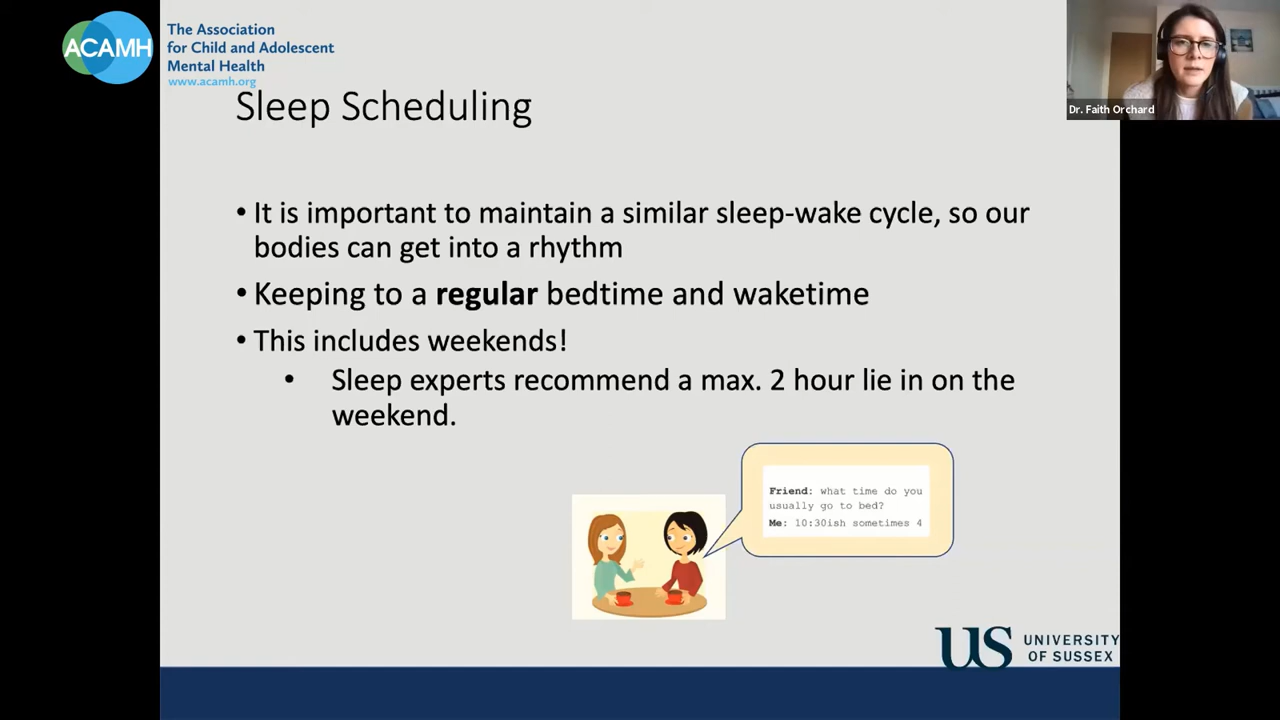 ACAMH
The Association
for Child and Adolescent
Mental Health
www.acamh.org
Dr. Faith Orchard
Sleep Scheduling
• It is important to maintain a similar sleep-wake cycle, so our
bodies can get into a rhythm
• Keeping to a regular bedtime and waketime
• This includes weekends!
• Sleep experts recommend a max. 2 hour lie in on the
weekend.
Friend: what time do you
usually go to bed?
Me: 10:30ish sometimes 4
US UNIVERSITY
OF SUSSEX